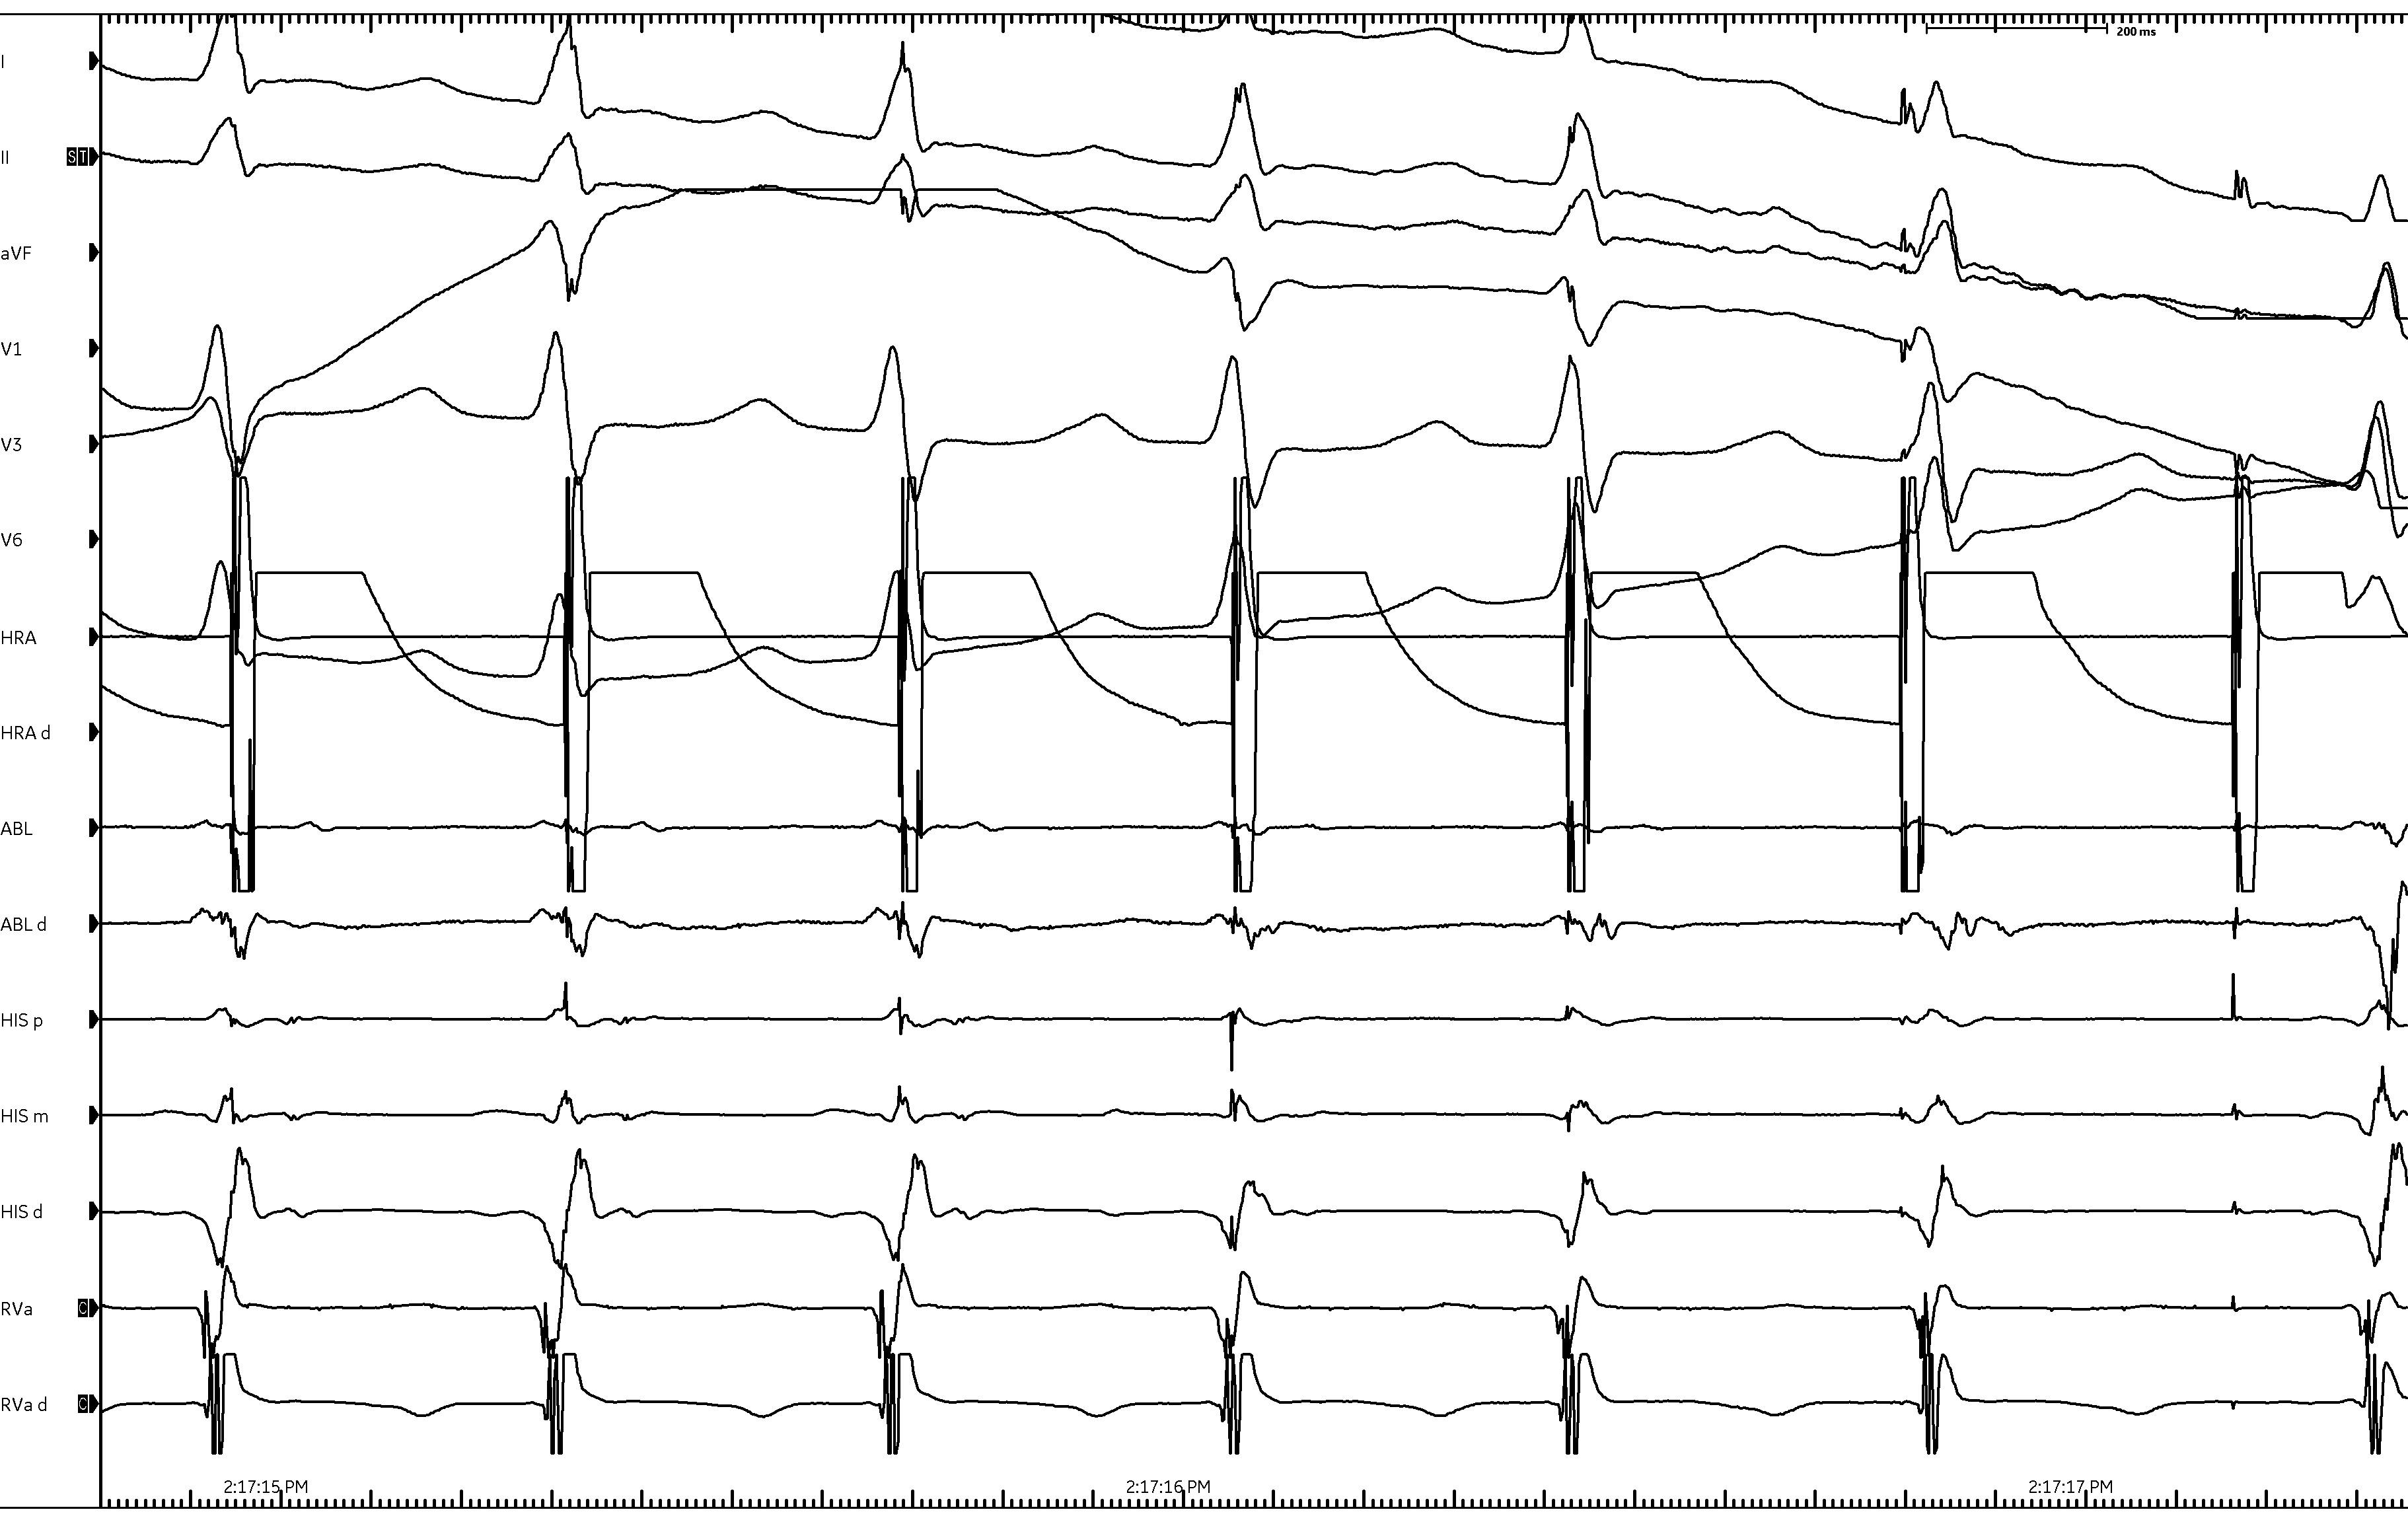 200 ms
I
II ST
aVF
V1
V3
V6
HRA
HRA d
ABL
ABL d
HIS p
HIS m
HIS d
RVa C
RVa d C
2:17:15 PM 2:17:16 PM 2:17:17 PM